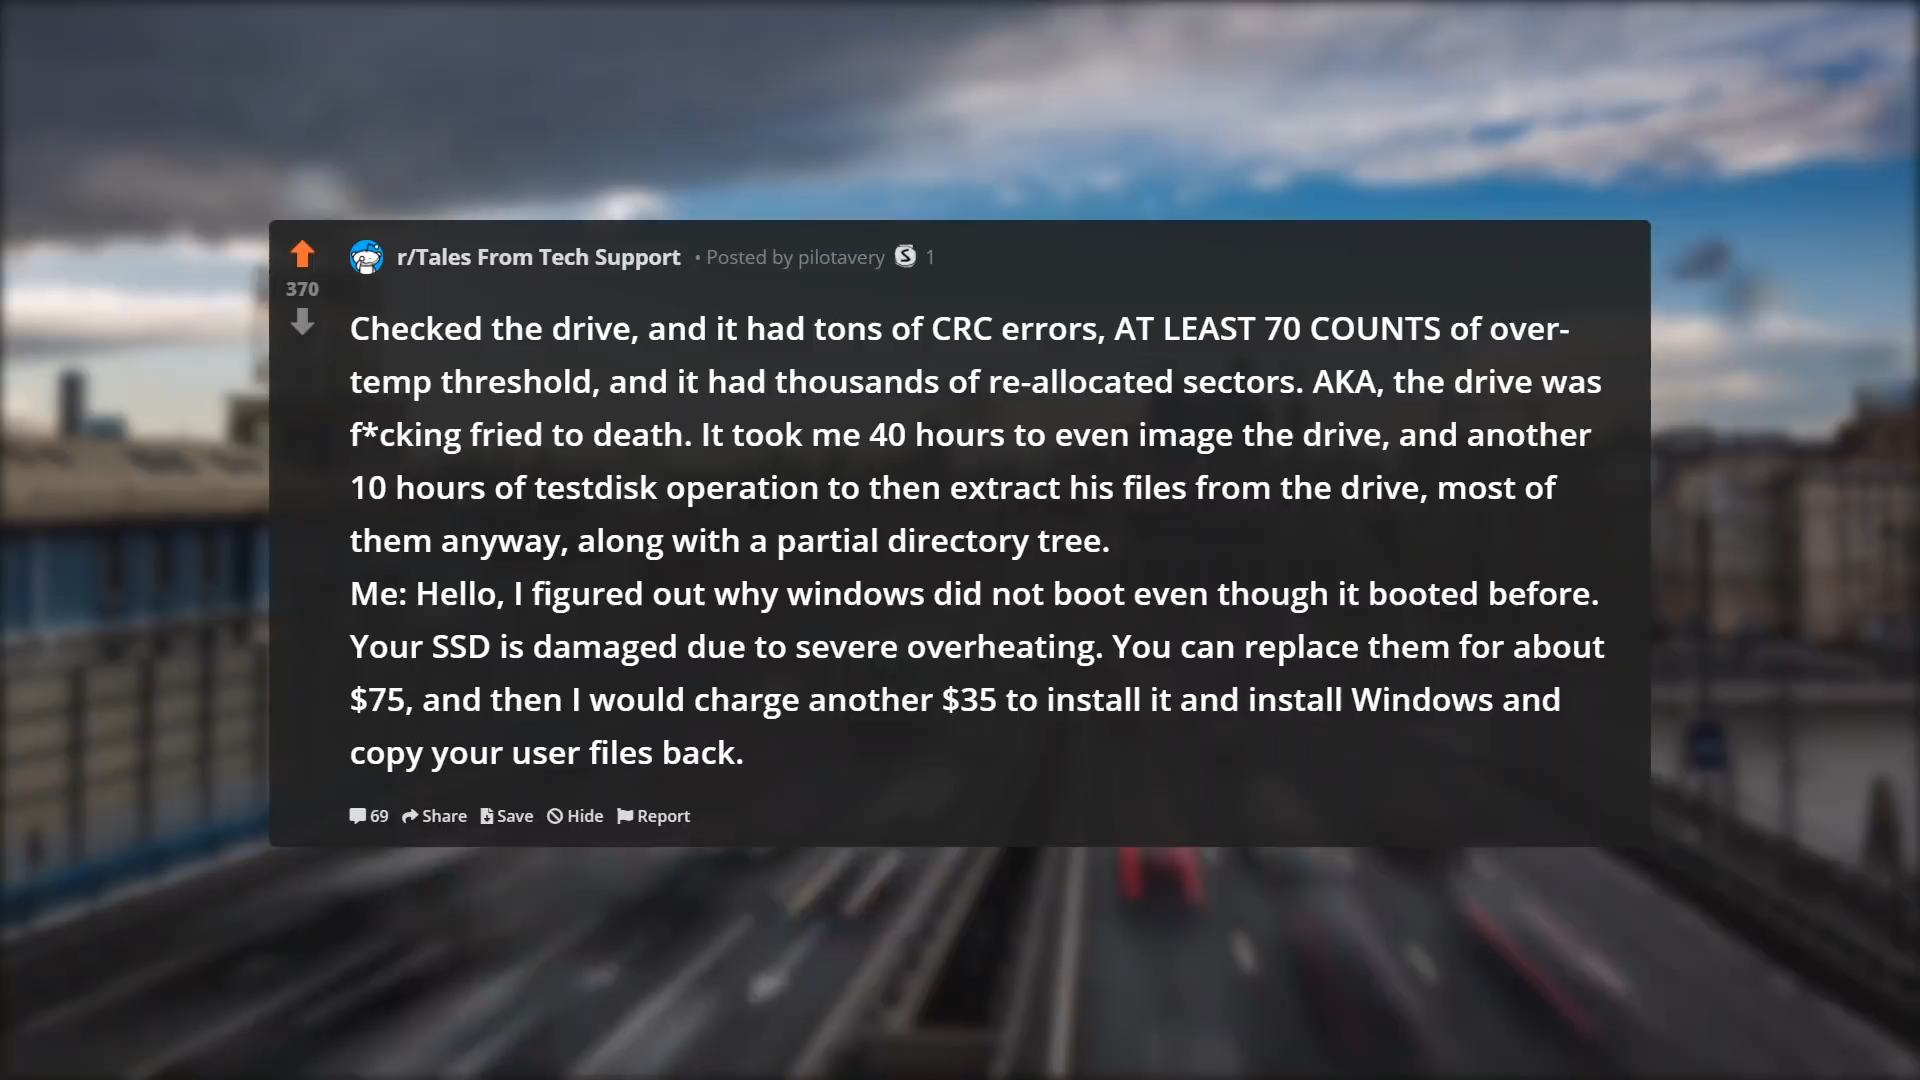 r/Tales From Tech Support • Posted by pilotavery S 1
370
Checked the drive, and it had tons of CRC errors, AT LEAST 70 COUNTS of over-
temp threshold, and it had thousands of re-allocated sectors. AKA, the drive was
f*cking fried to death. It took me 40 hours to even image the drive, and another
10 hours of testdisk operation to then extract his files from the drive, most of
them anyway, along with a partial directory tree.
Me: Hello, I figured out why windows did not boot even though it booted before.
Your SSD is damaged due to severe overheating. You can replace them for about
$75, and then I would charge another $35 to install it and install Windows and
copy your user files back.
69 Share Save Hide Report